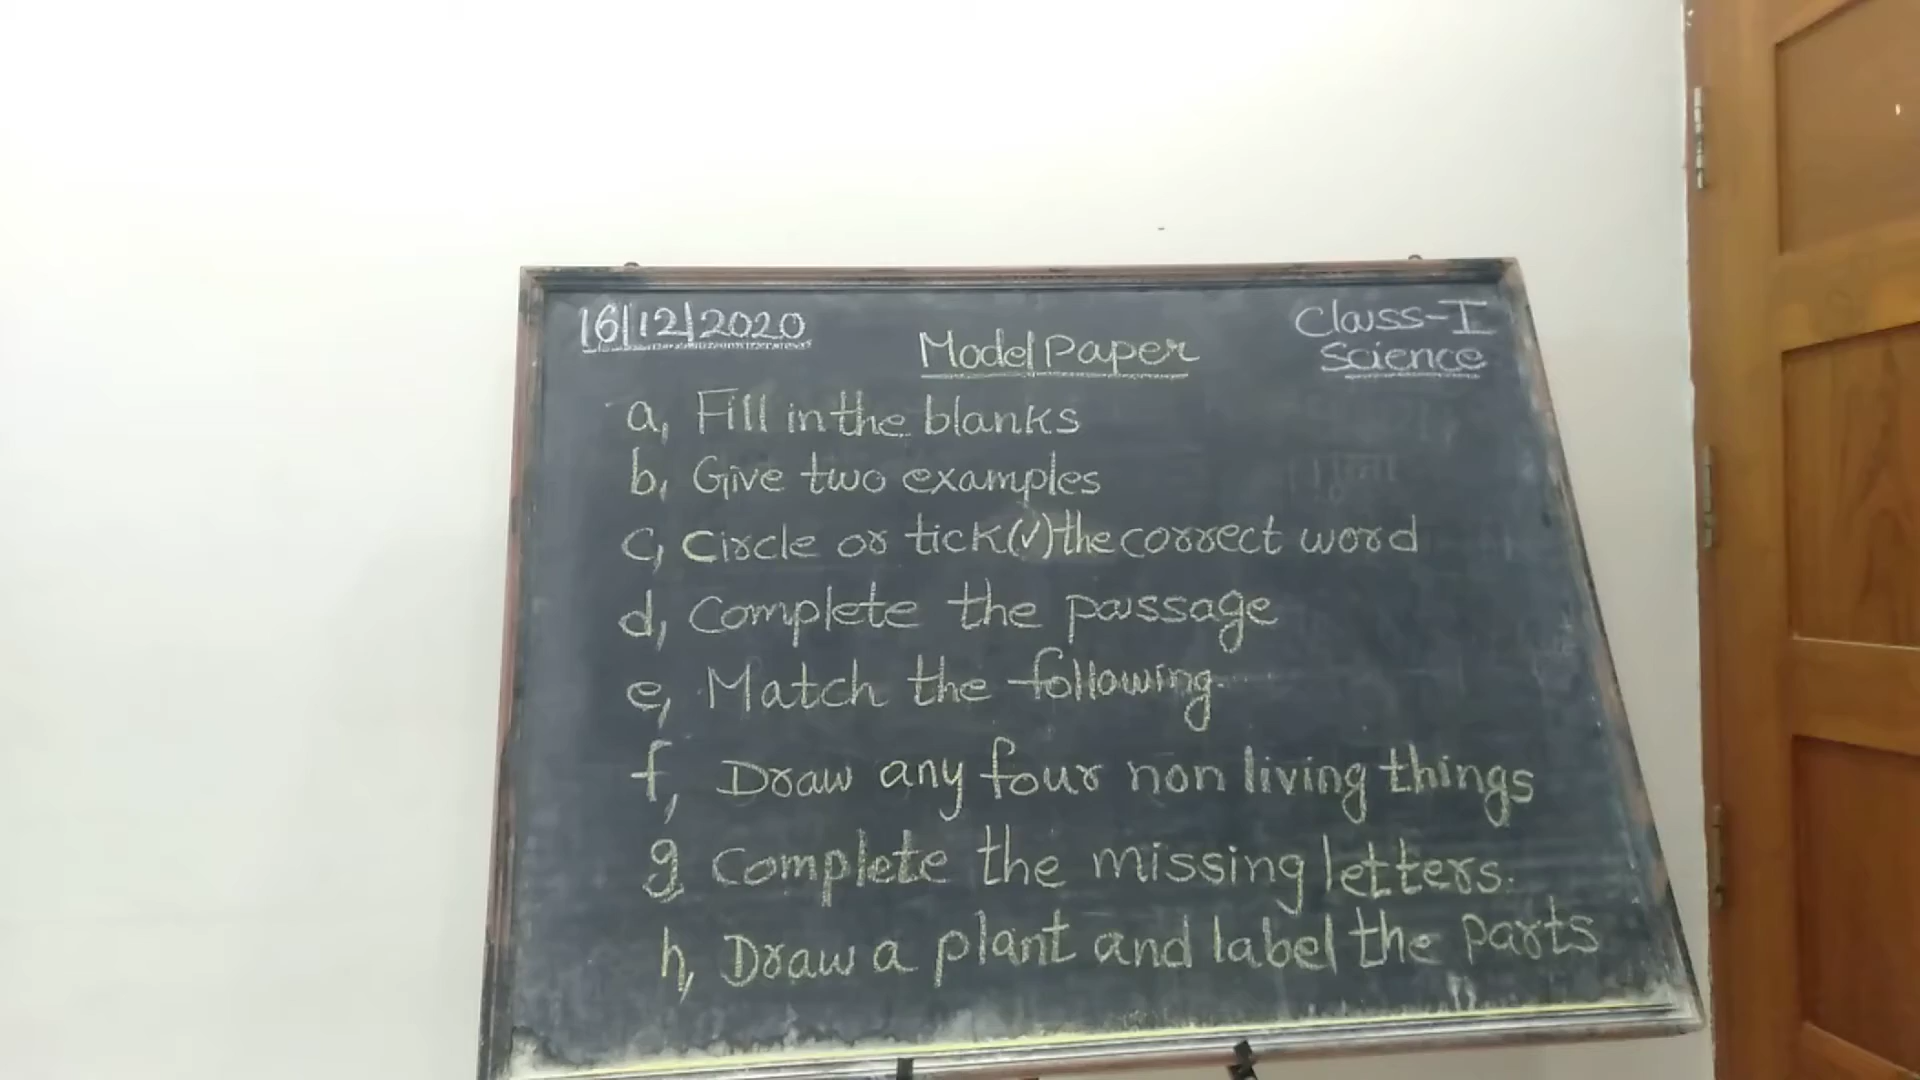 16/12/2020
Class-I
Science
Model Paper
a, Fill in the blanks
b, Give two examples
c, Circle or tick(✓) the correct word
d, Complete the passage
e, Match the following.
f, Draw any four non living things
g Complete the missing letters.
h, Draw a plant and label the parts